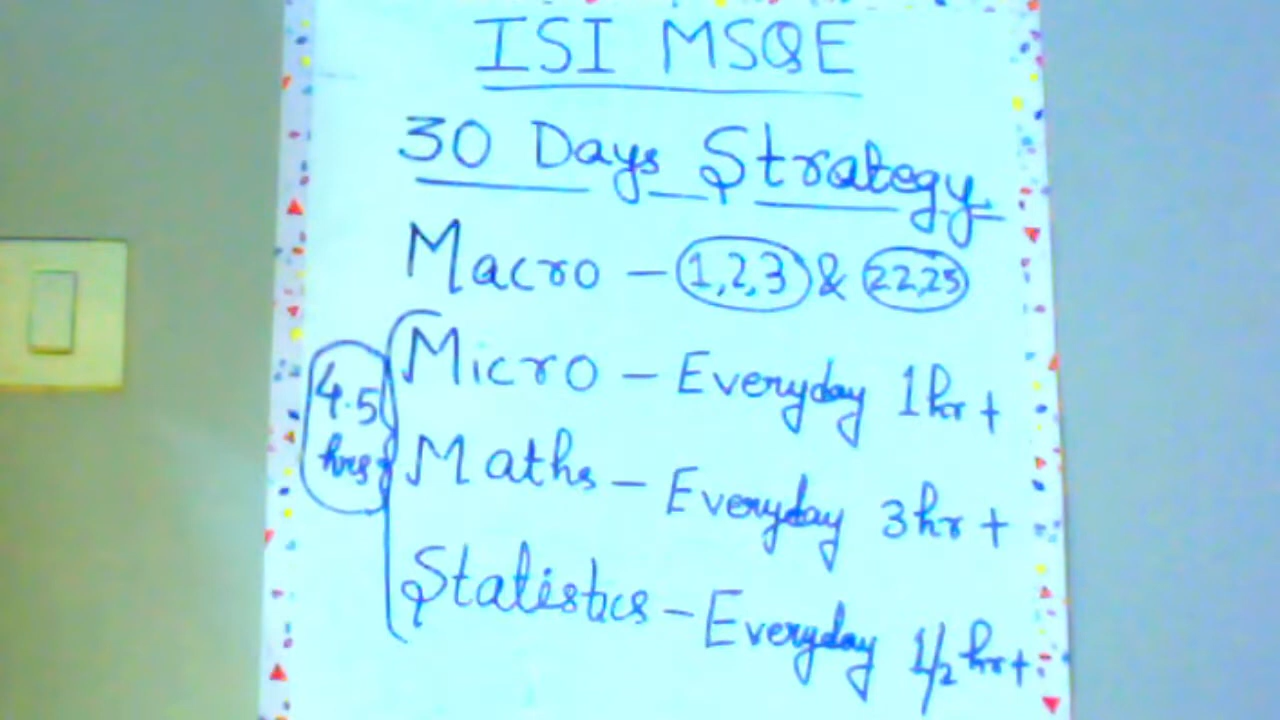 ISI MSQE
30 Days Strategy
Macro - 1,2,3 & 22,23
4.5 hrs
Micro - Everyday 1hr +
Maths - Everyday 3hr +
Statistics - Everyday 1/2 hr +